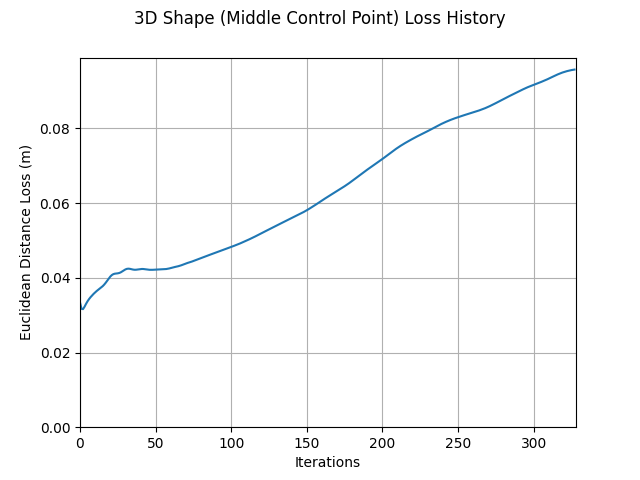 3D Shape (Middle Control Point) Loss History
Euclidean Distance Loss (m)
0.08
0.06
0.04
0.02
0.00
0 50 100 150 200 250 300
Iterations